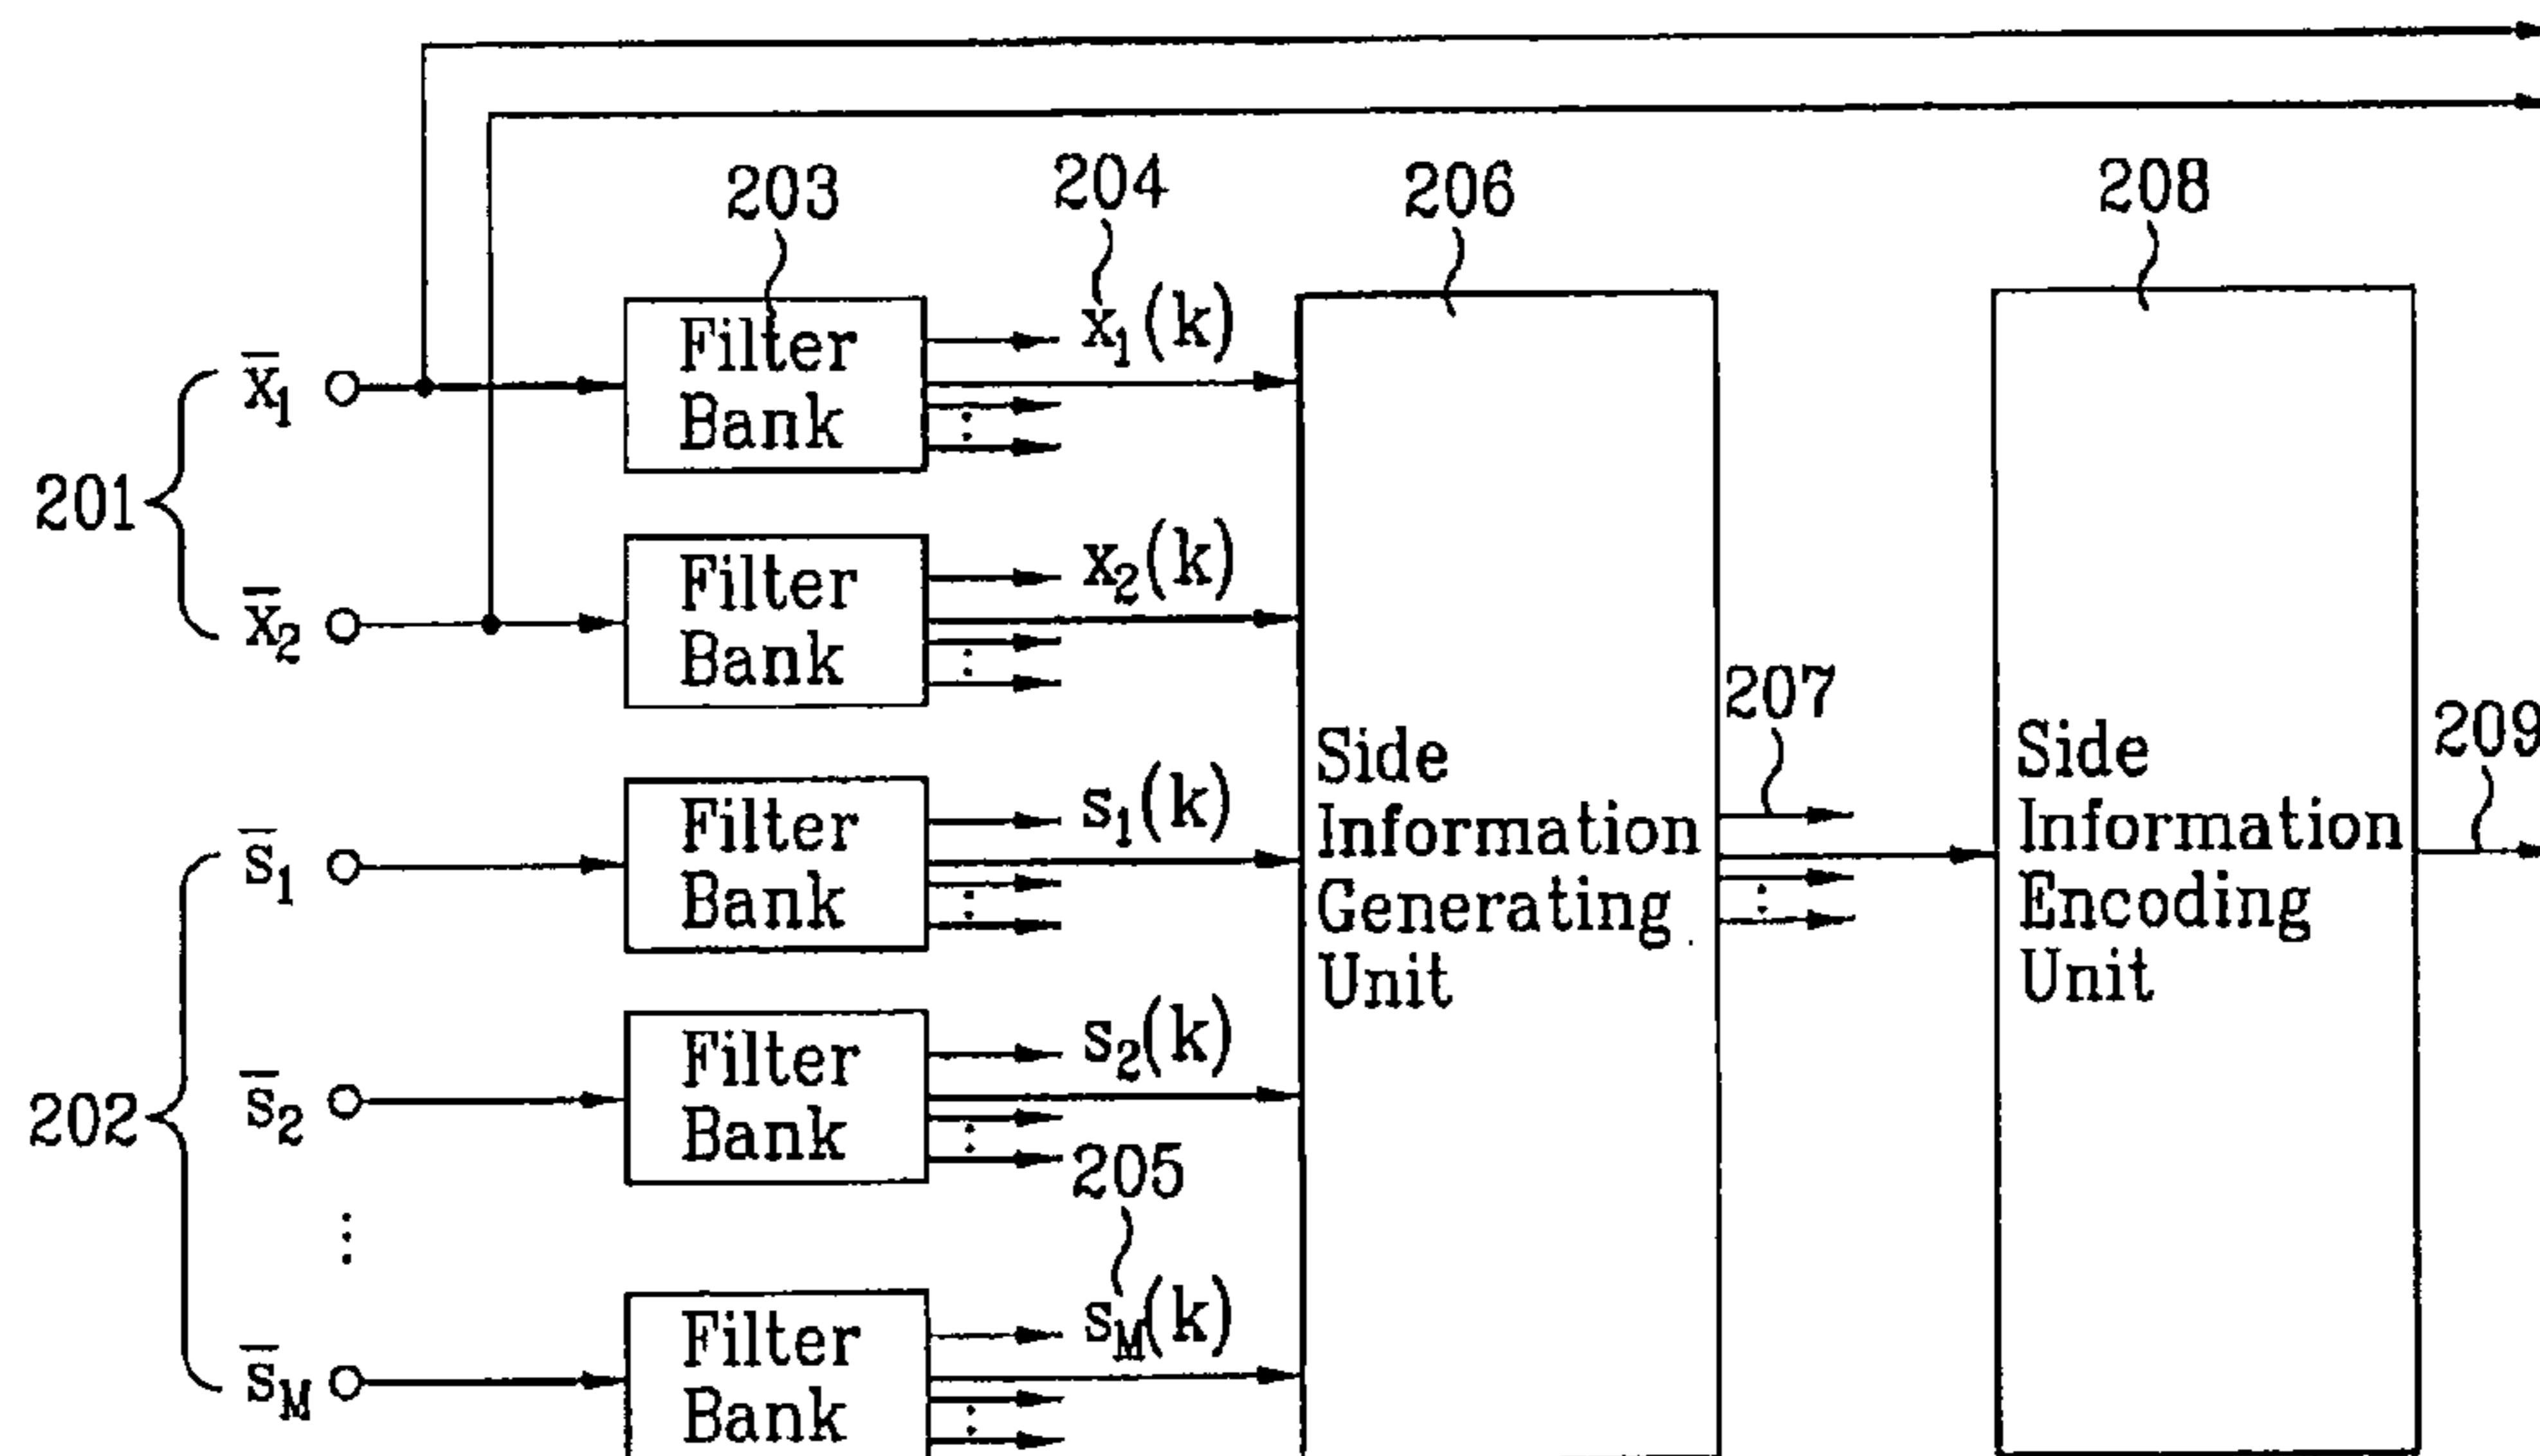 203
204
206
208
x̄₁
Filter
Bank
x₁(k)
201
x̄₂
Filter
Bank
x₂(k)
207
209
s̄₁
Filter
Bank
s₁(k)
Side
Information
Generating
Unit
Side
Information
Encoding
Unit
202
s̄₂
Filter
Bank
s₂(k)
205
s̄M
Filter
Bank
sM(k)